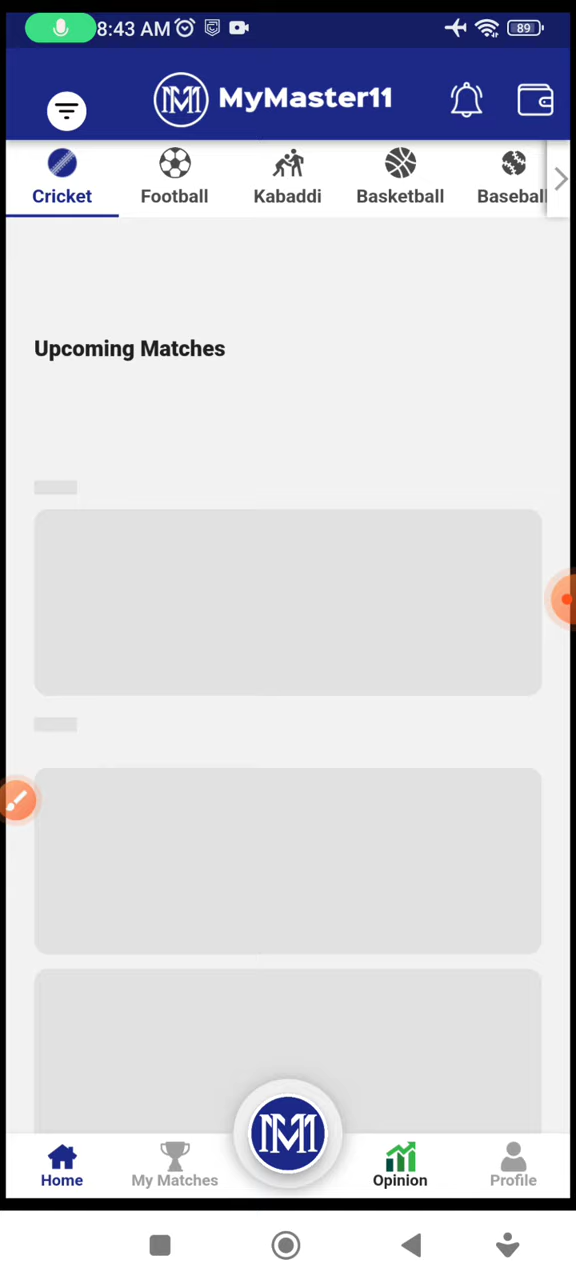 8:43 AM 89
MyMaster11
Cricket Football Kabaddi Basketball Baseball
Upcoming Matches
Home My Matches Opinion Profile